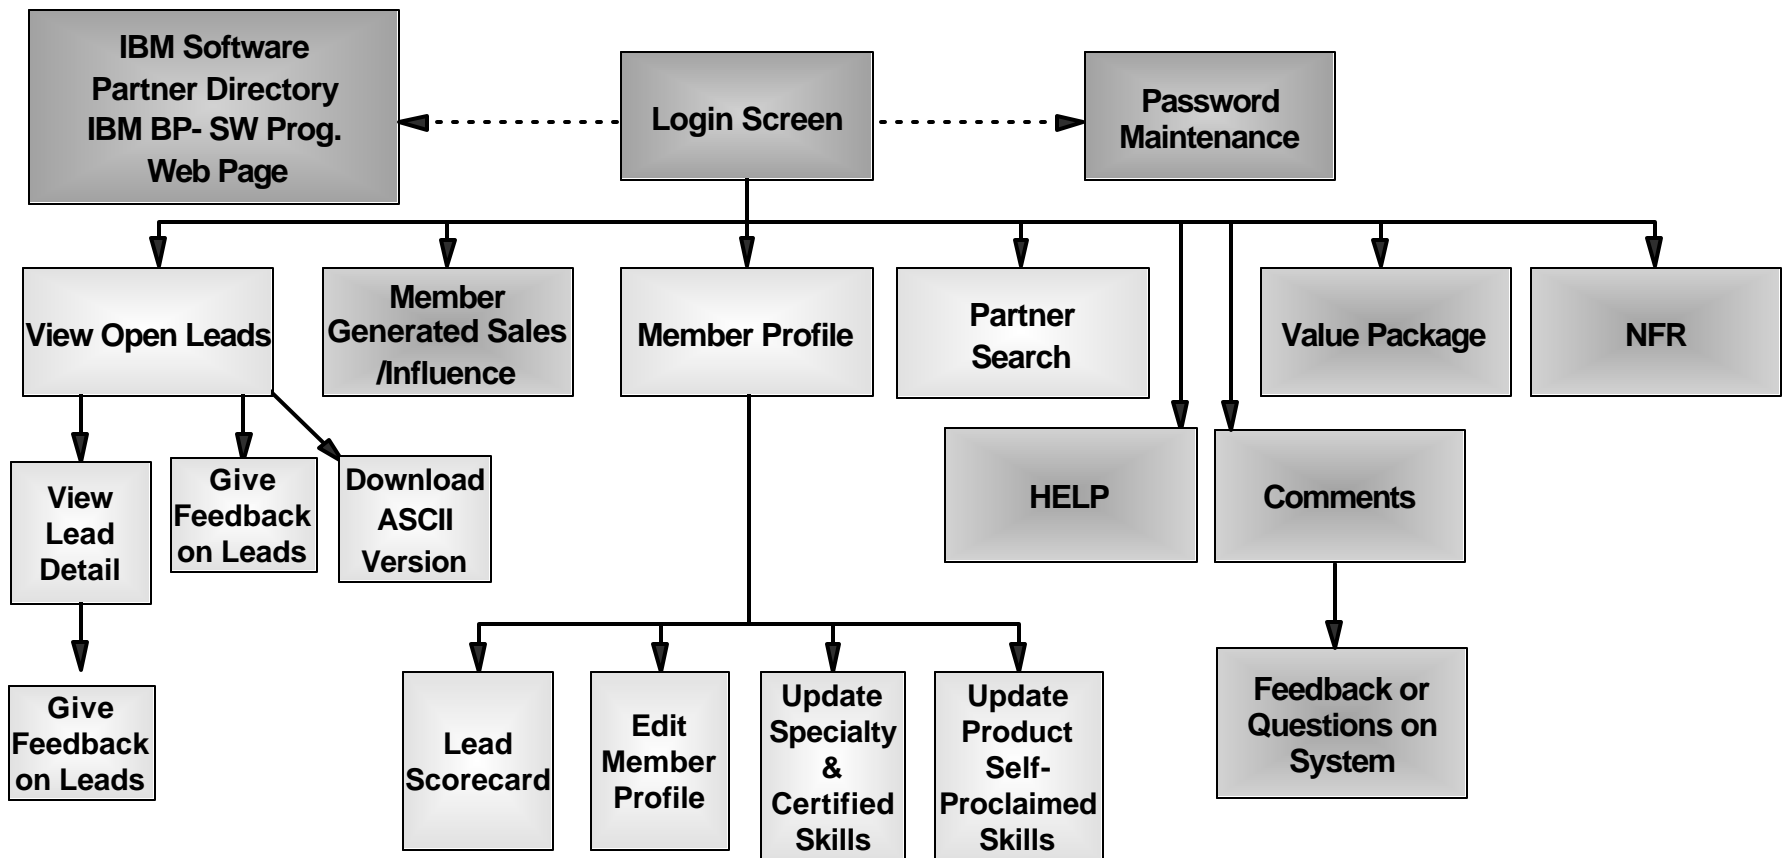 IBM Software
Partner Directory
IBM BP- SW Prog.
Web Page
Login Screen
Password
Maintenance
View Open Leads
Member
Generated Sales
/Influence
Member Profile
Partner
Search
Value Package
NFR
HELP
Comments
View
Lead
Detail
Give
Feedback
on Leads
Download
ASCII
Version
Give
Feedback
on Leads
Lead
Scorecard
Edit
Member
Profile
Update
Specialty
&
Certified
Skills
Update
Product
Self-
Proclaimed
Skills
Feedback or
Questions on
System